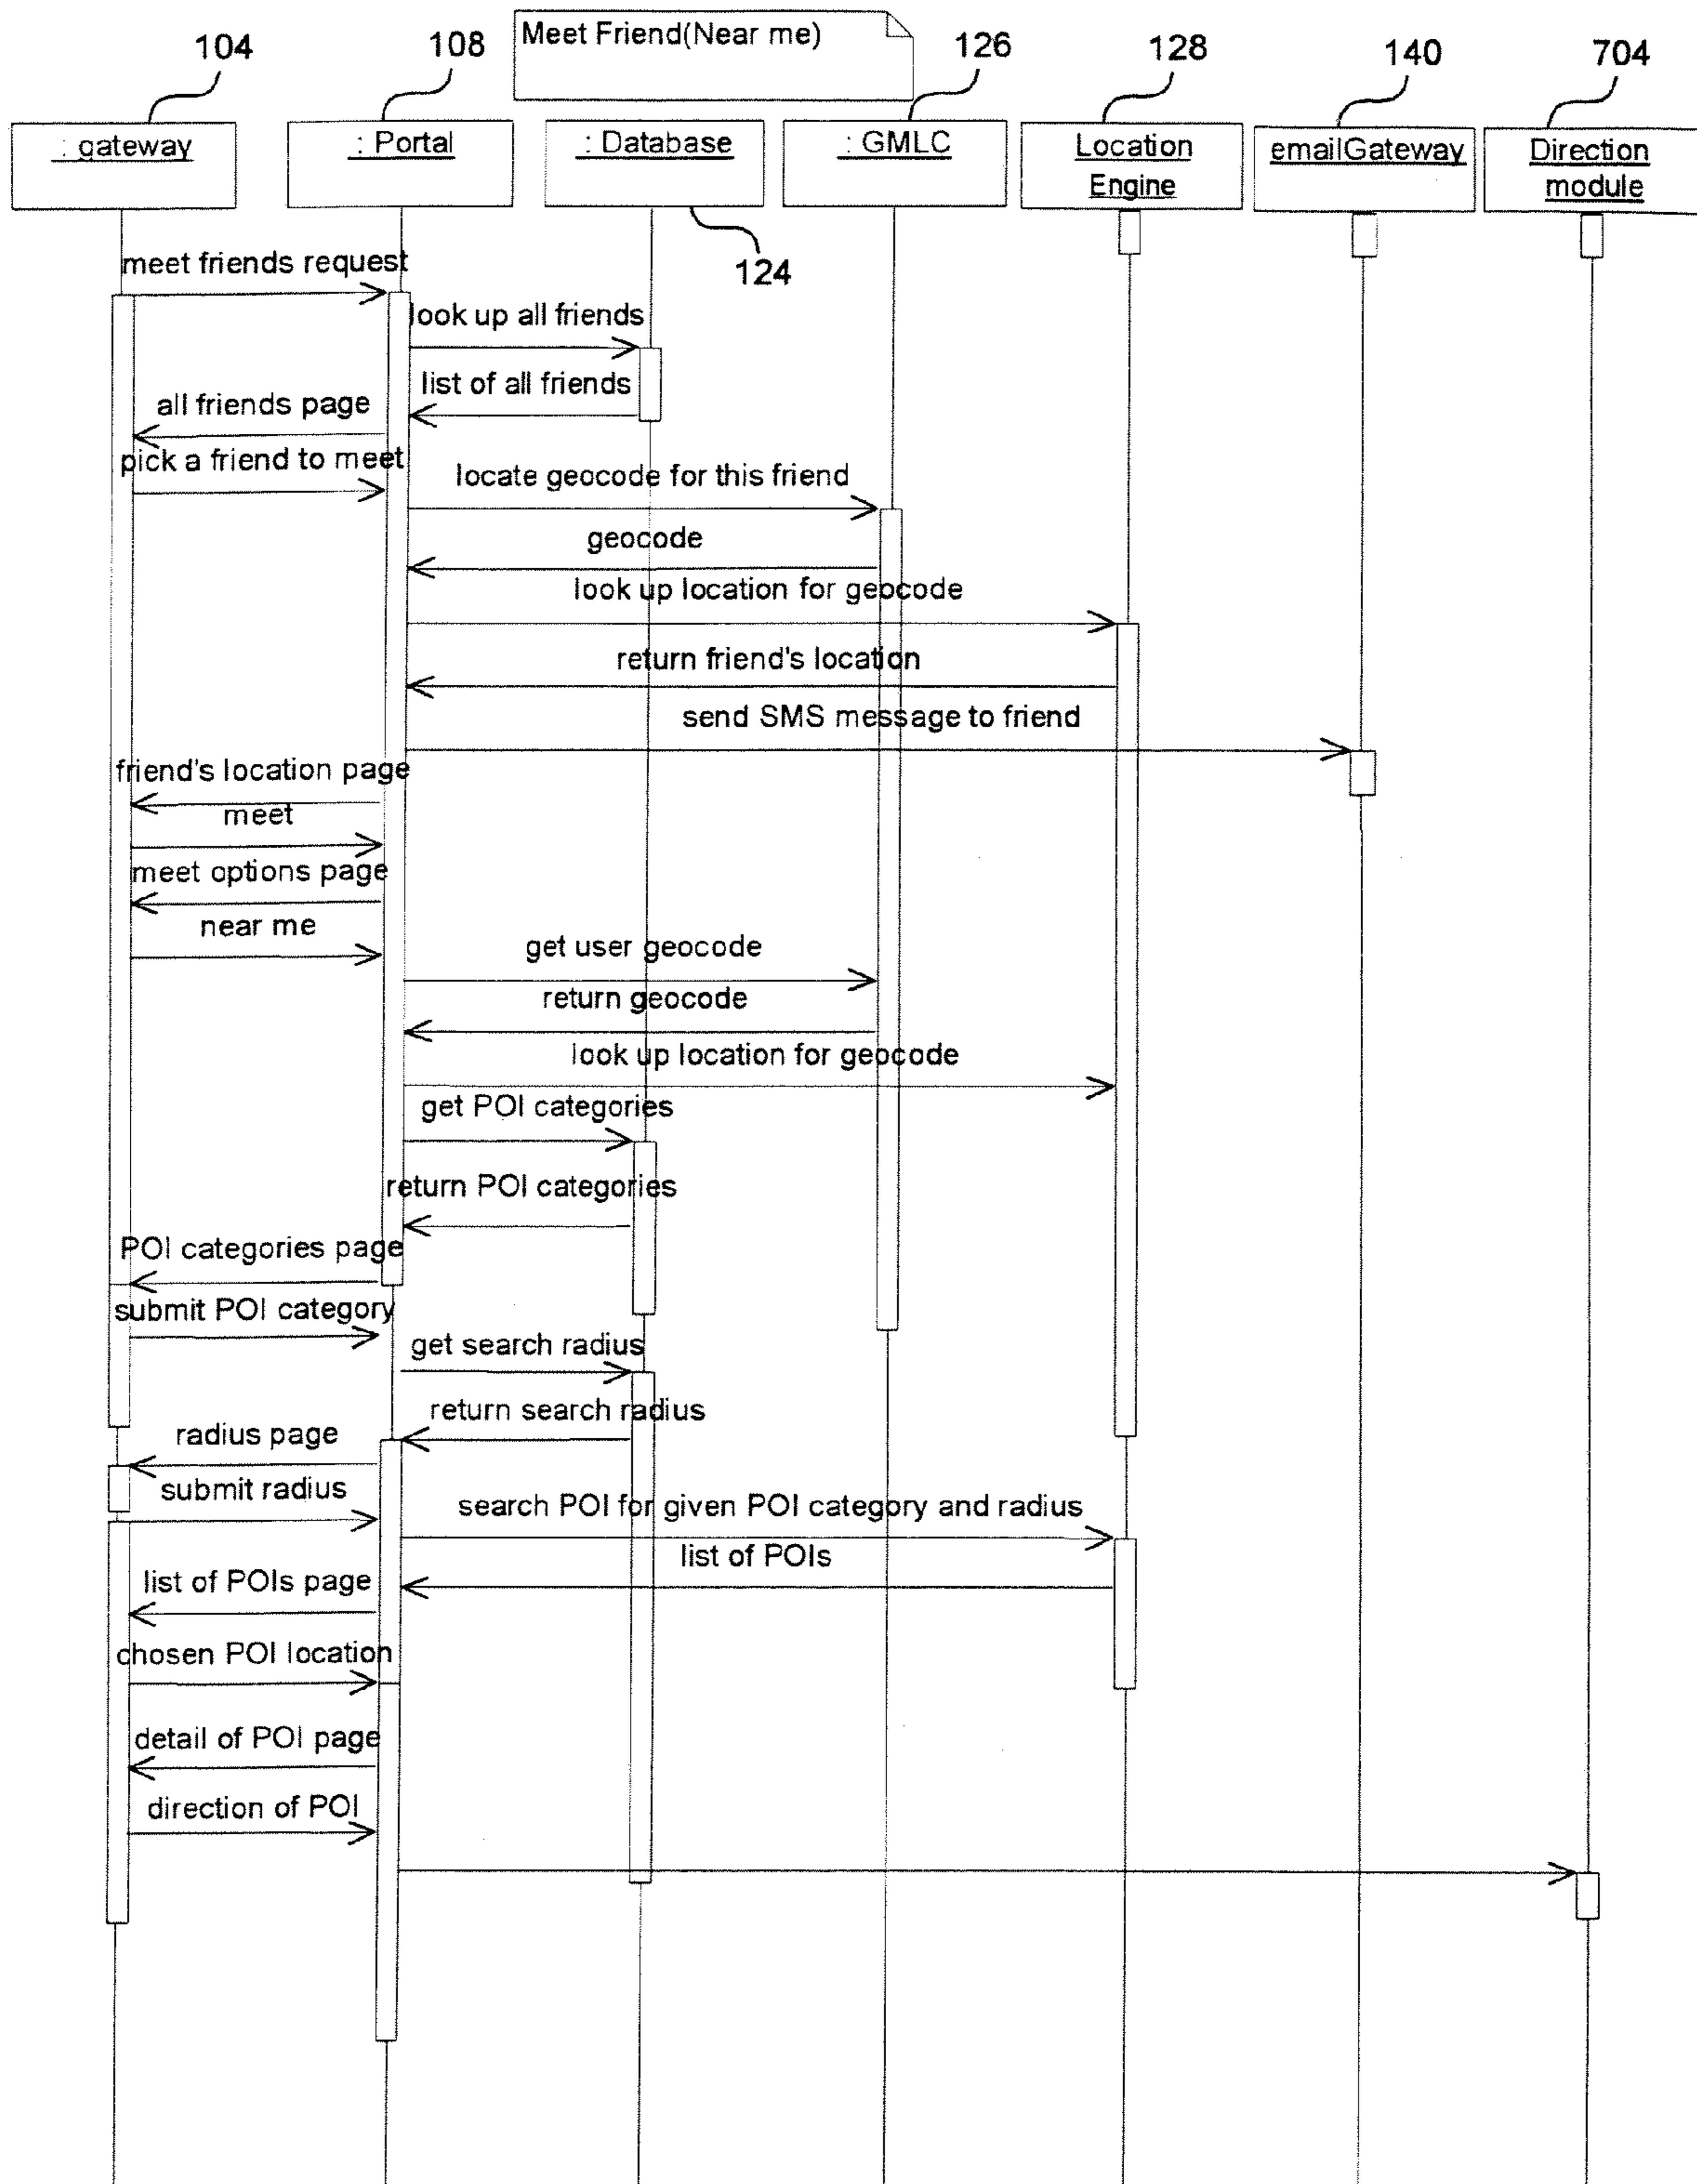 Meet Friend(Near me)
104
108
126
128
140
704
: gateway
: Portal
: Database
: GMLC
Location
Engine
emailGateway
Direction
module
124
meet friends request
look up all friends
list of all friends
all friends page
pick a friend to meet
locate geocode for this friend
geocode
look up location for geocode
return friend's location
send SMS message to friend
friend's location page
meet
meet options page
near me
get user geocode
return geocode
look up location for geocode
get POI categories
return POI categories
POI categories page
submit POI category
get search radius
return search radius
radius page
submit radius
search POI for given POI category and radius
list of POIs
list of POIs page
chosen POI location
detail of POI page
direction of POI